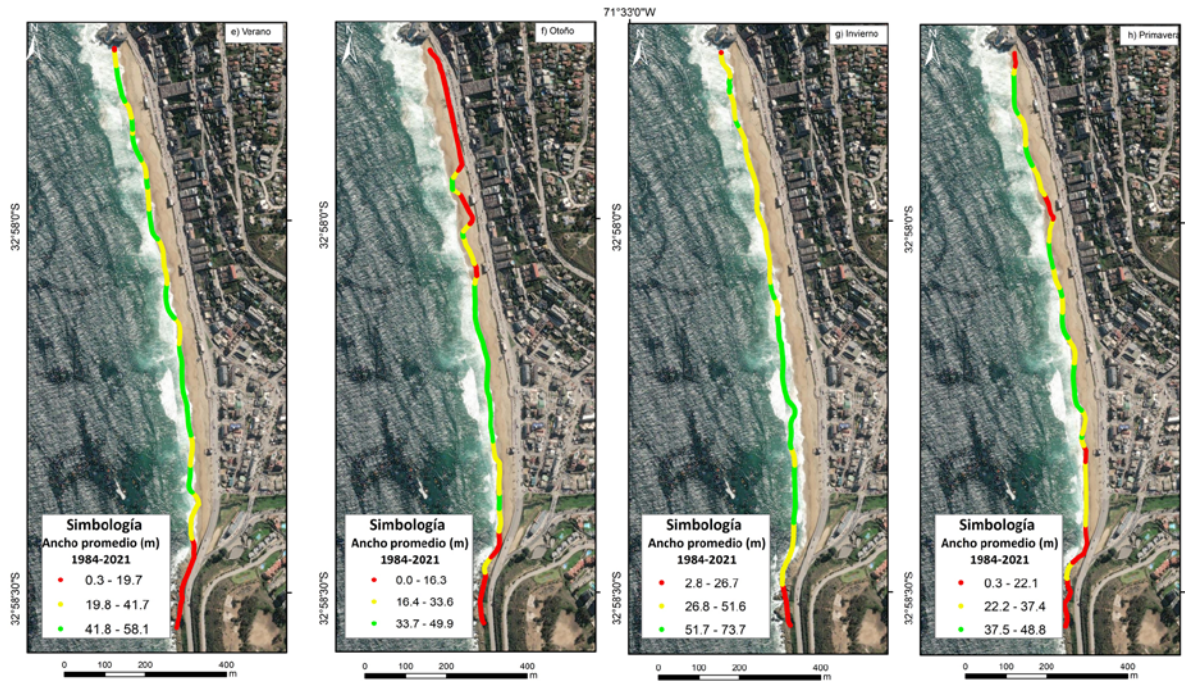 71°33'0"W
e) Verano
f) Otoño
g) Invierno
h) Primavera
N
N
N
N
32°58'0"S
32°58'0"S
32°58'0"S
32°58'0"S
32°58'30"S
32°58'30"S
32°58'30"S
32°58'30"S
Simbología
Ancho promedio (m)
1984-2021
0.3 - 19.7
19.8 - 41.7
41.8 - 58.1
Simbología
Ancho promedio (m)
1984-2021
0.0 - 16.3
16.4 - 33.6
33.7 - 49.9
Simbología
Ancho promedio (m)
1984-2021
2.8 - 26.7
26.8 - 51.6
51.7 - 73.7
Simbología
Ancho promedio (m)
1984-2021
0.3 - 22.1
22.2 - 37.4
37.5 - 48.8
0 100 200 400
m
0 100 200 400
m
0 100 200 400
m
0 100 200 400
m